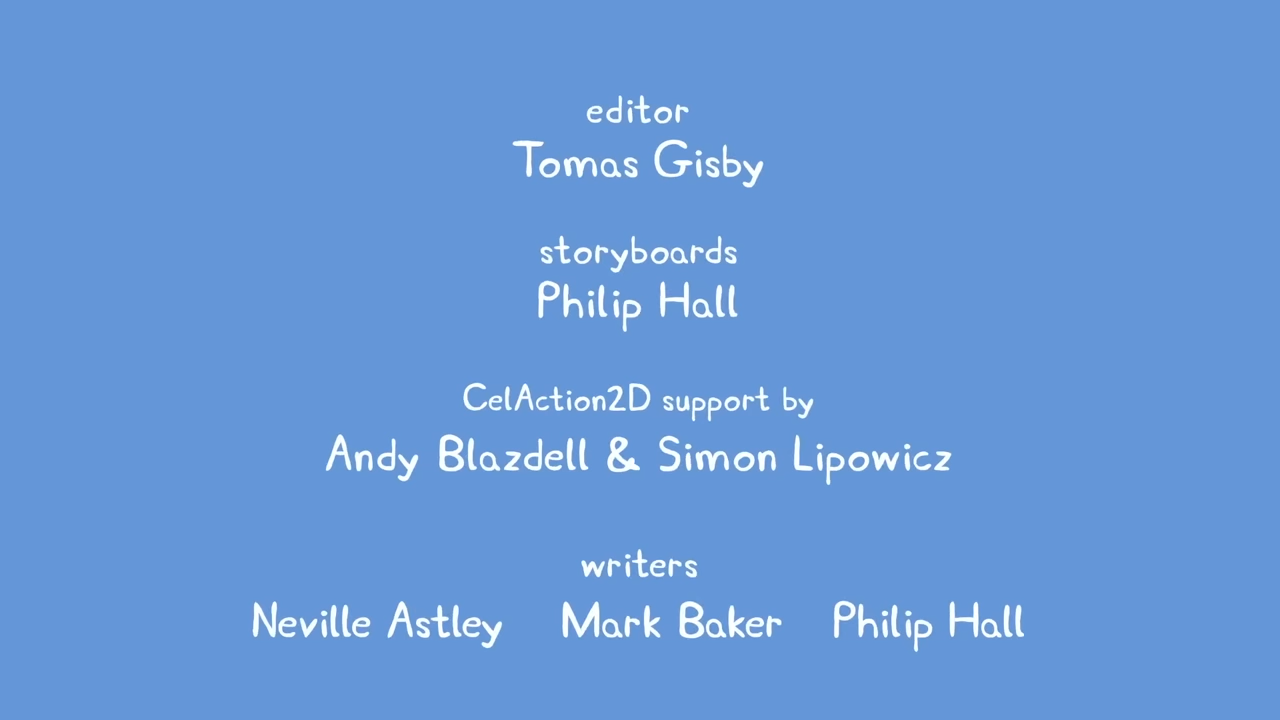 editor
Tomas Gisby
storyboards
Philip Hall
CelAction2D support by
Andy Blazdell & Simon Lipowicz
writers
Neville Astley Mark Baker Philip Hall